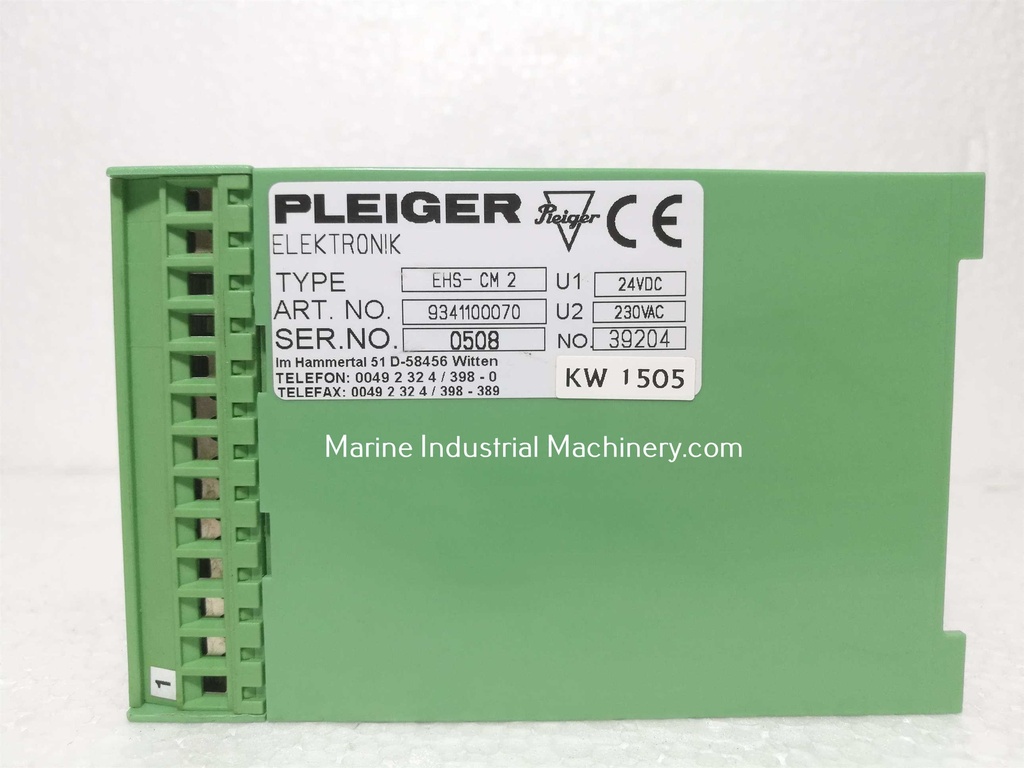 PLEIGER Pleiger CE
ELEKTRONIK
TYPE EHS- CM 2 U1 24VDC
ART. NO. 9341100070 U2 230VAC
SER.NO. 0508 NO. 39204
Im Hammertal 51 D-58456 Witten
TELEFON: 0049 2 32 4 / 398 - 0
TELEFAX: 0049 2 32 4 / 398 - 389
KW 1505
Marine Industrial Machinery.com
1